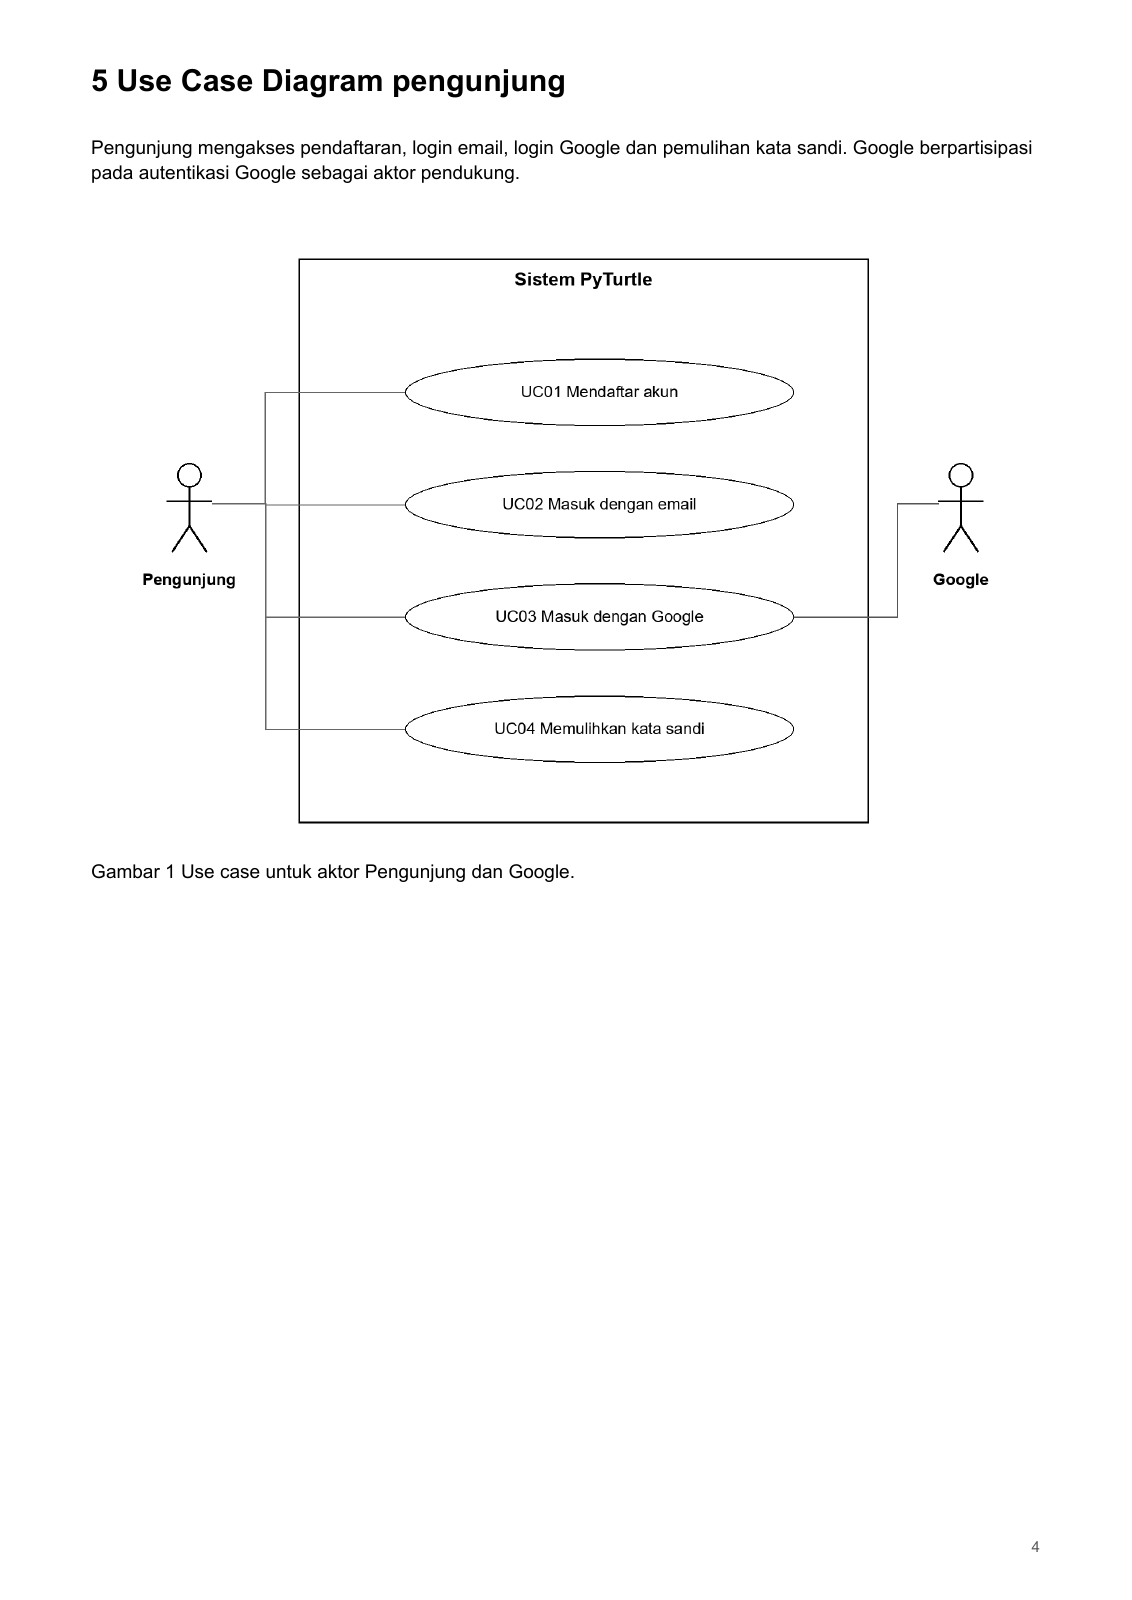 5 Use Case Diagram pengunjung
Pengunjung mengakses pendaftaran, login email, login Google dan pemulihan kata sandi. Google berpartisipasi
pada autentikasi Google sebagai aktor pendukung.
Sistem PyTurtle
UC01 Mendaftar akun
UC02 Masuk dengan email
Pengunjung
Google
UC03 Masuk dengan Google
UC04 Memulihkan kata sandi
Gambar 1 Use case untuk aktor Pengunjung dan Google.
4